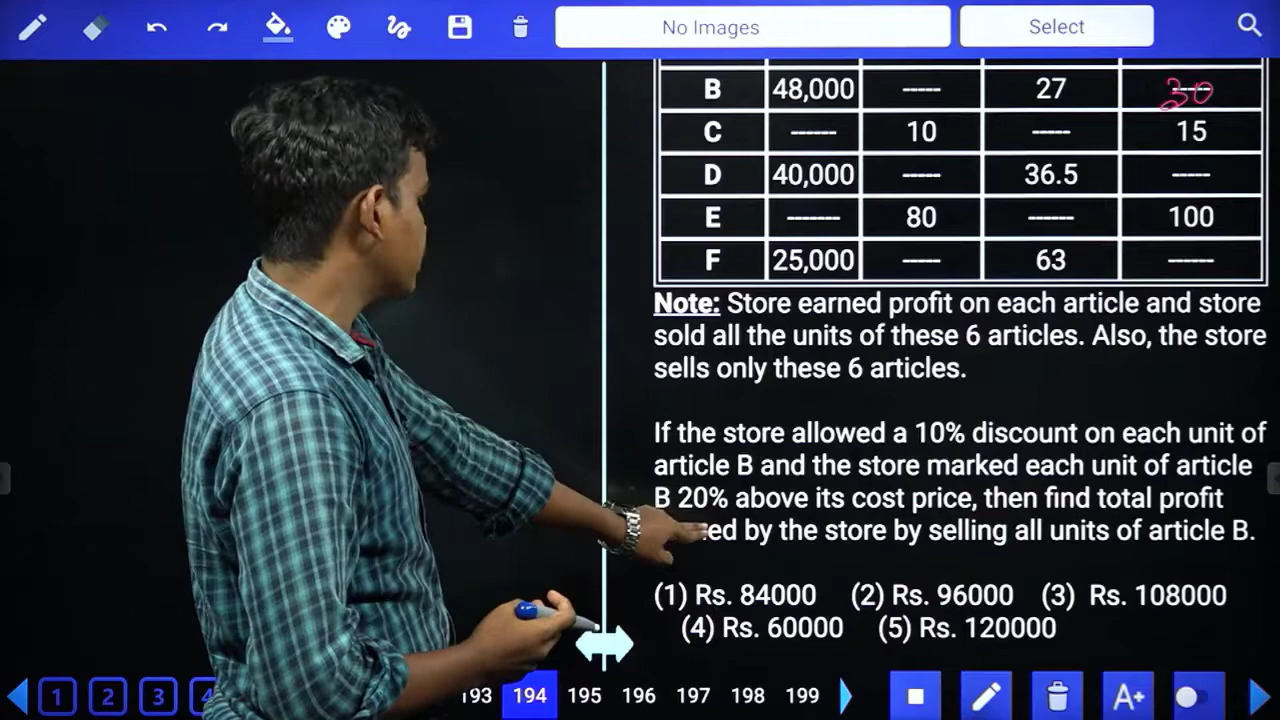 No Images
Select
B 48,000 ----- 27 30
C ------ 10 ----- 15
D 40,000 ----- 36.5 -----
E ------- 80 ------ 100
F 25,000 ----- 63 ------
Note: Store earned profit on each article and store
sold all the units of these 6 articles. Also, the store
sells only these 6 articles.
If the store allowed a 10% discount on each unit of
article B and the store marked each unit of article
B 20% above its cost price, then find total profit
by the store by selling all units of article B.
(1) Rs. 84000 (2) Rs. 96000 (3) Rs. 108000
(4) Rs. 60000 (5) Rs. 120000
1 2 3 4 193 194 195 196 197 198 199 A+